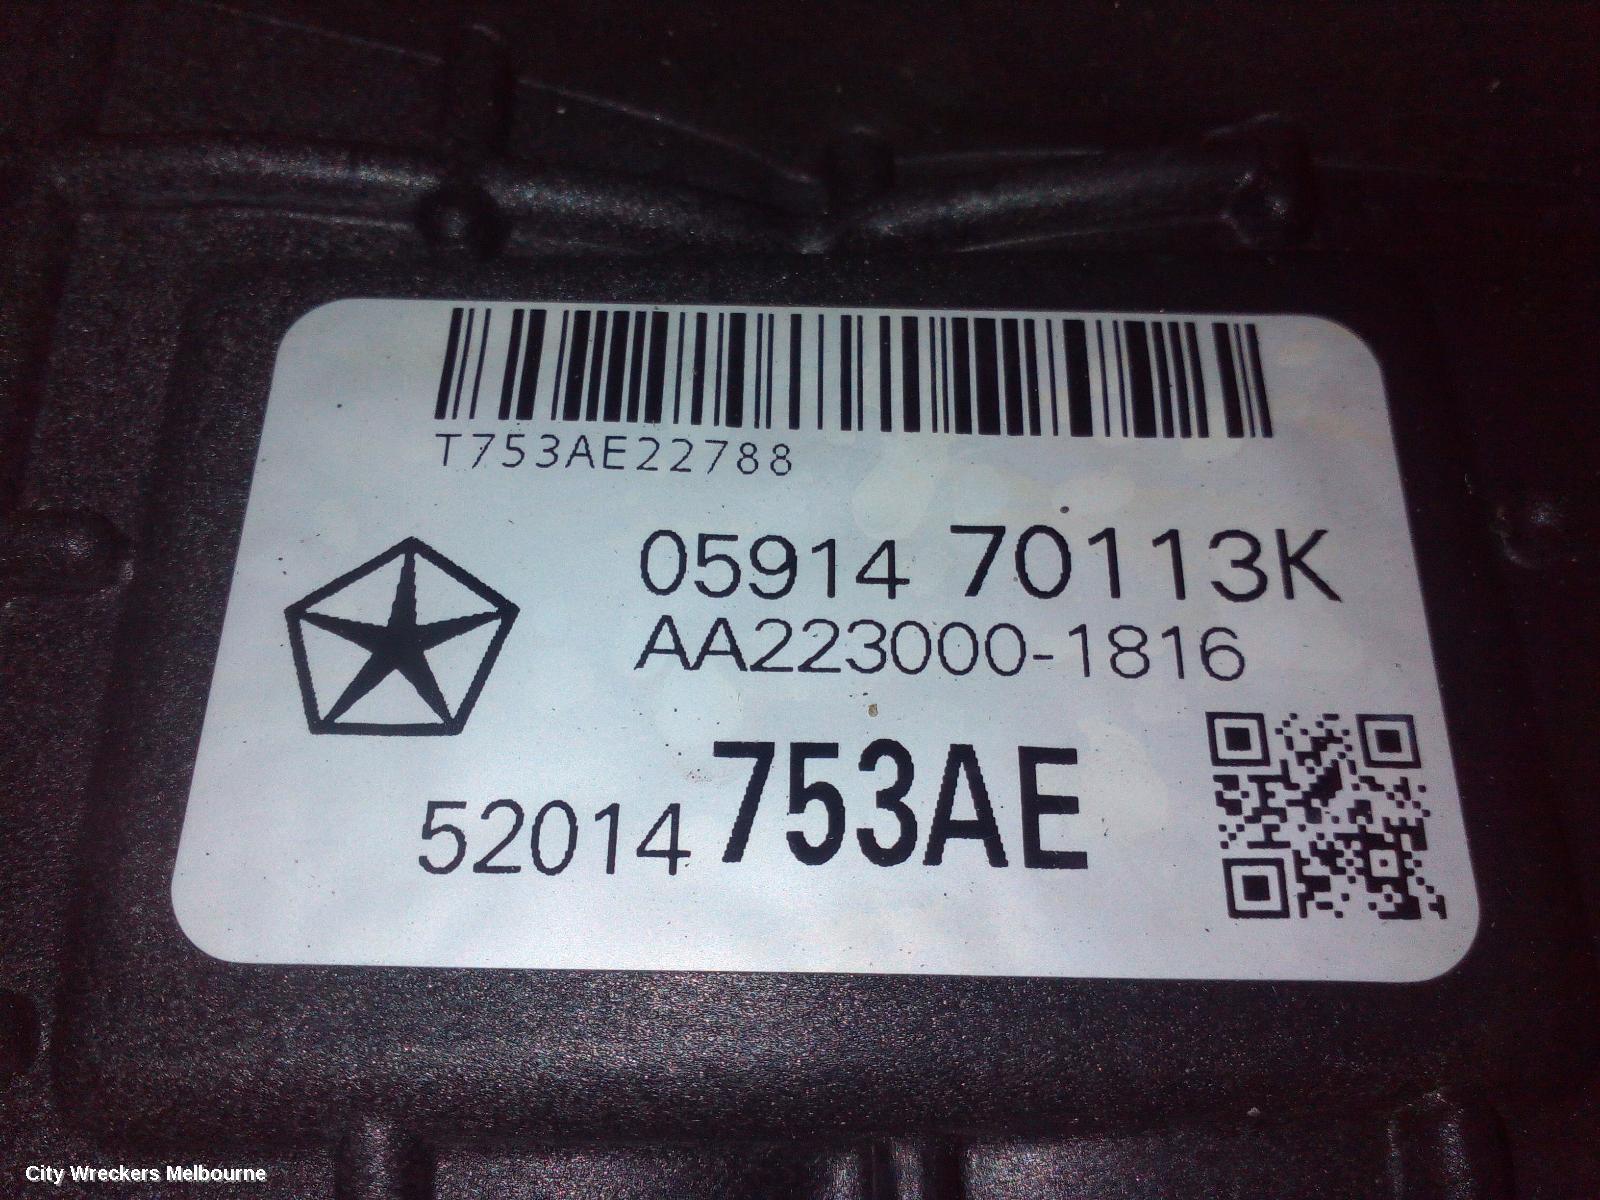 T753AE22788
05914 70113K
AA223000-1816
52014 753AE
City Wreckers Melbourne